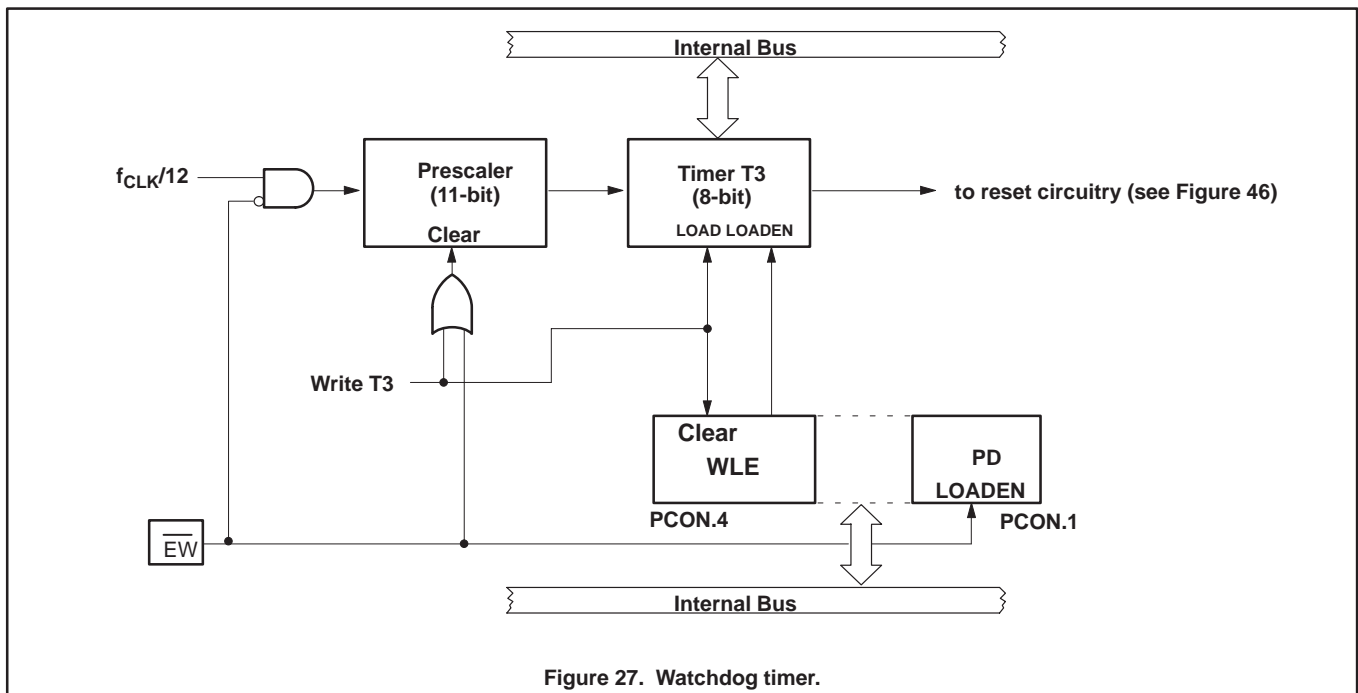 Internal Bus
f_CLK/12
Prescaler
(11-bit)
Clear
Timer T3
(8-bit)
LOAD LOADEN
to reset circuitry (see Figure 46)
Write T3
Clear
WLE
PCON.4
PD
LOADEN
PCON.1
EW
Internal Bus
Figure 27. Watchdog timer.